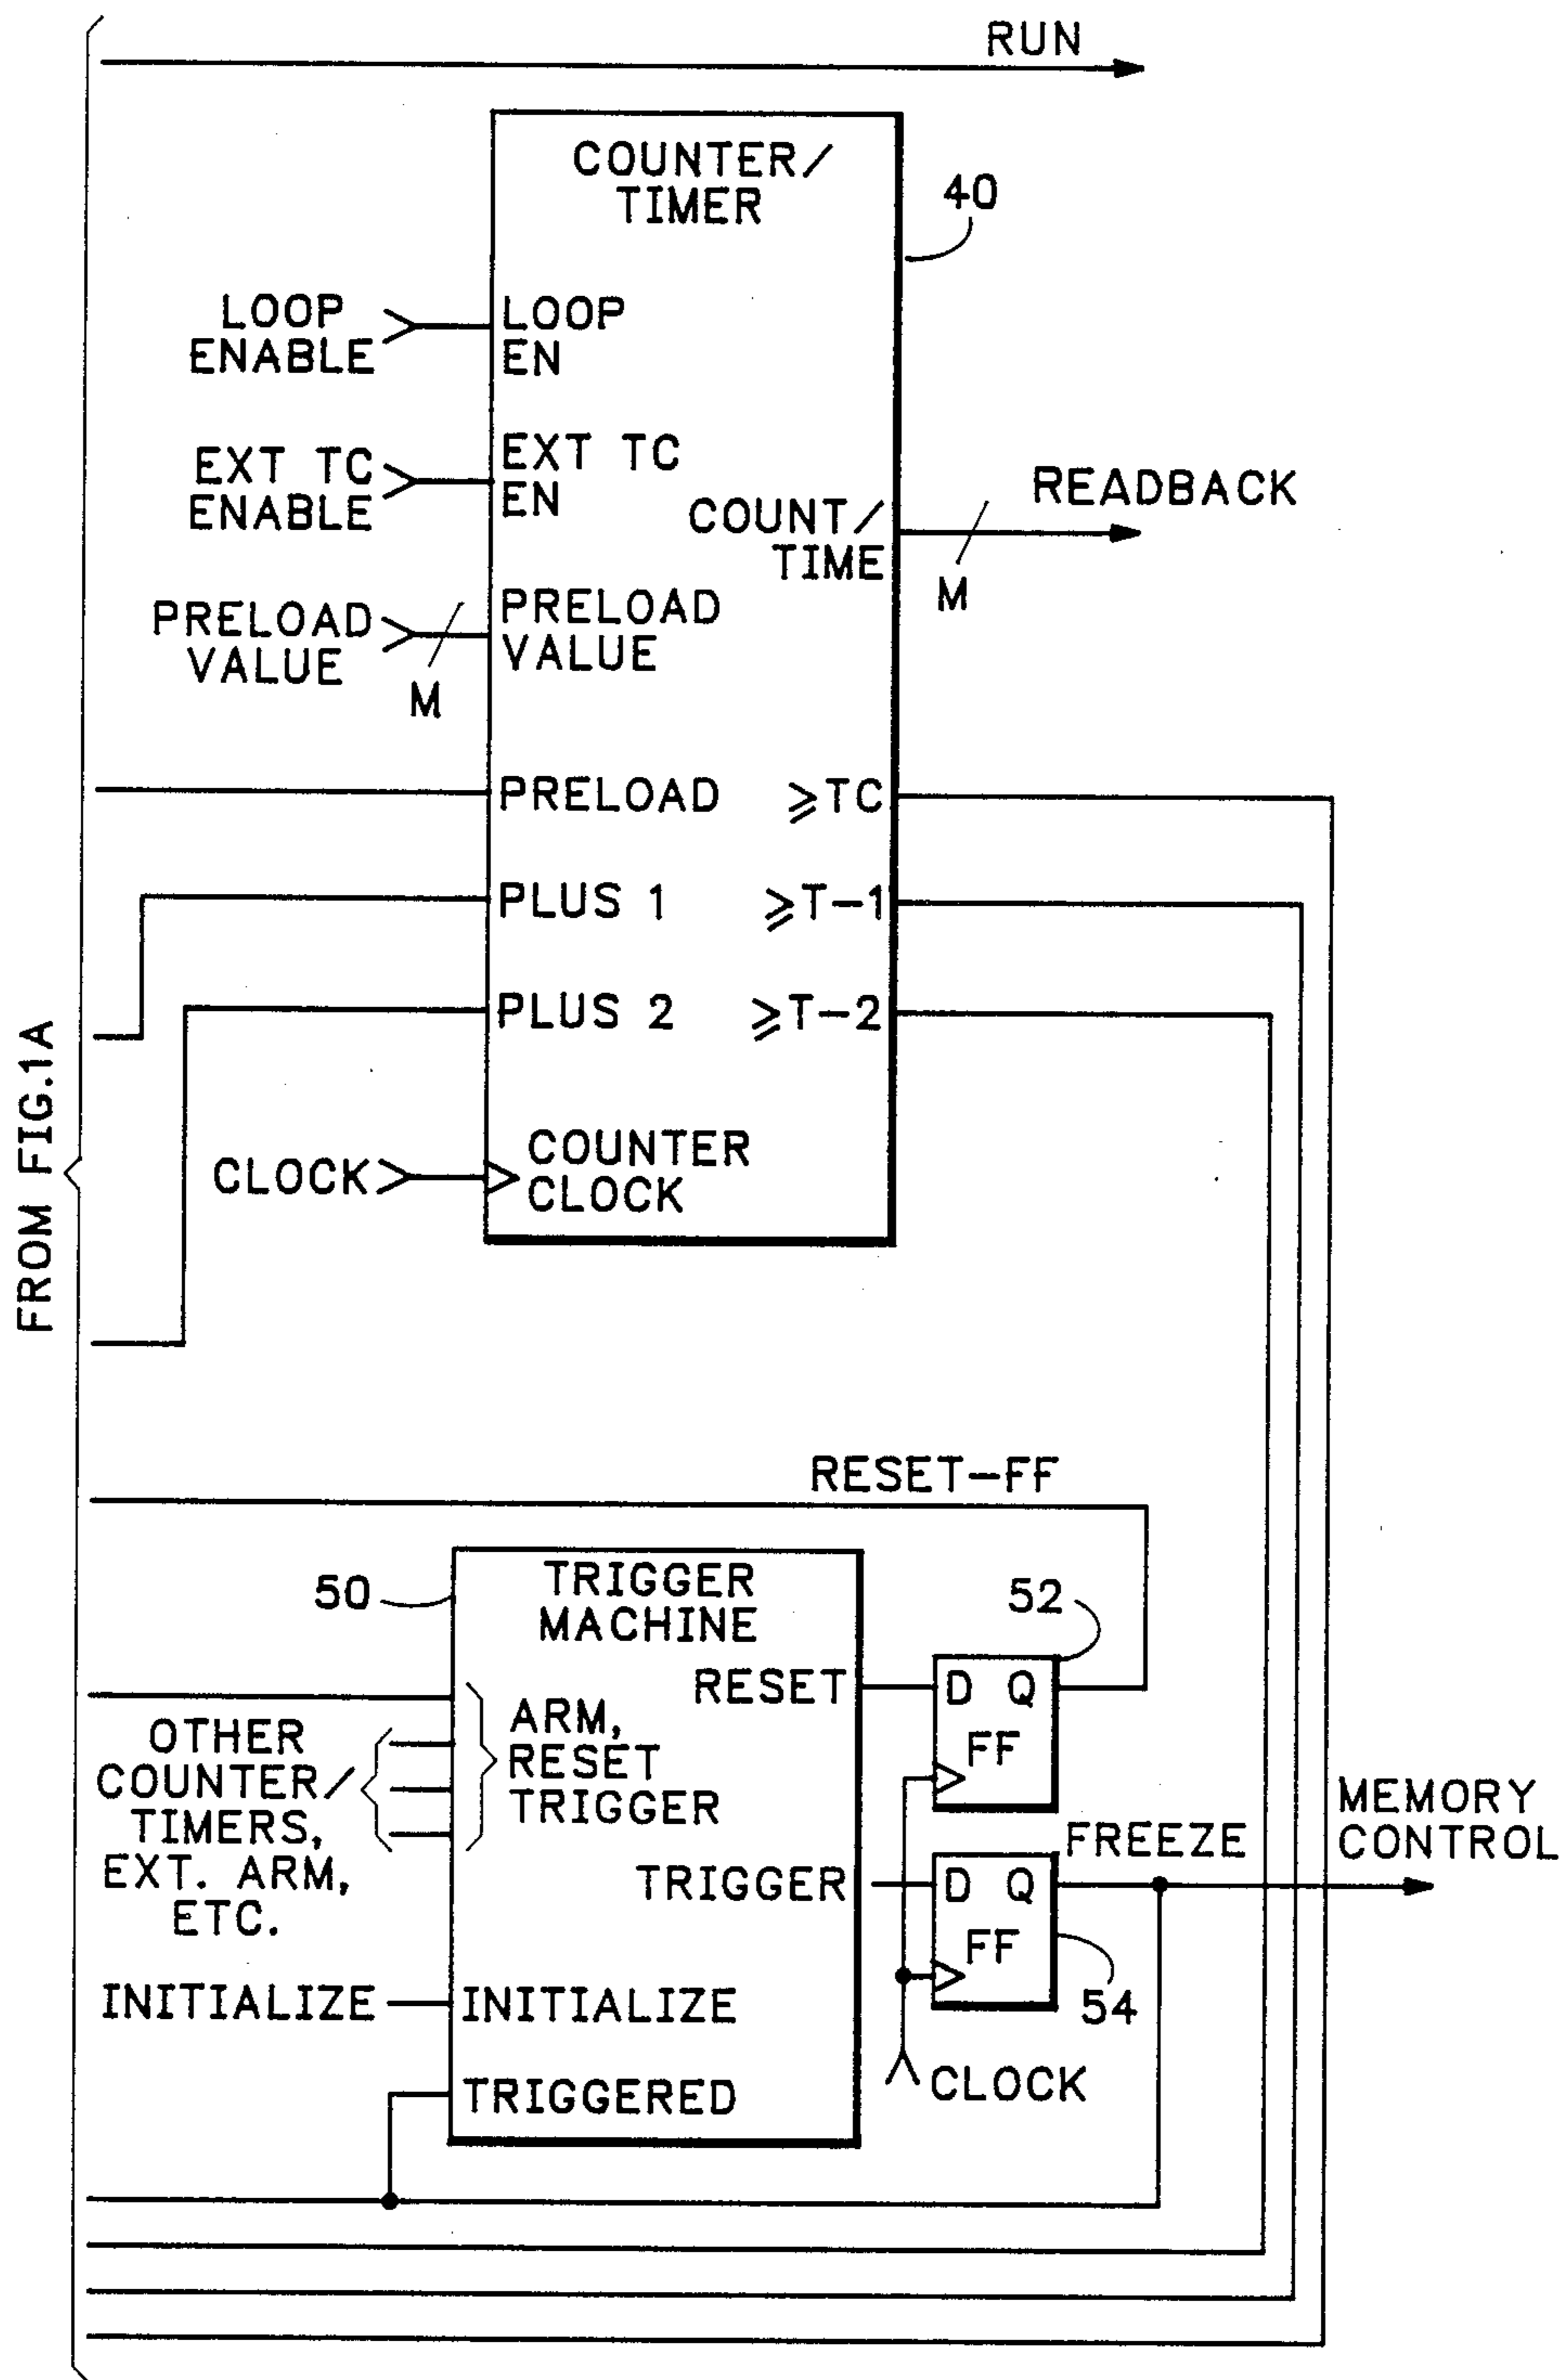 RUN
COUNTER/
TIMER
40
LOOP
ENABLE
LOOP
EN
EXT TC
ENABLE
EXT TC
EN
COUNT/
TIME
READBACK
M
PRELOAD
VALUE
M
PRELOAD
VALUE
PRELOAD
≥TC
PLUS 1
≥T-1
PLUS 2
≥T-2
CLOCK
COUNTER
CLOCK
FROM FIG.1A
RESET-FF
50
TRIGGER
MACHINE
52
RESET
D Q
FF
OTHER
COUNTER/
TIMERS,
EXT. ARM,
ETC.
ARM,
RESET
TRIGGER
MEMORY
CONTROL
FREEZE
TRIGGER
D Q
FF
54
INITIALIZE
INITIALIZE
CLOCK
TRIGGERED